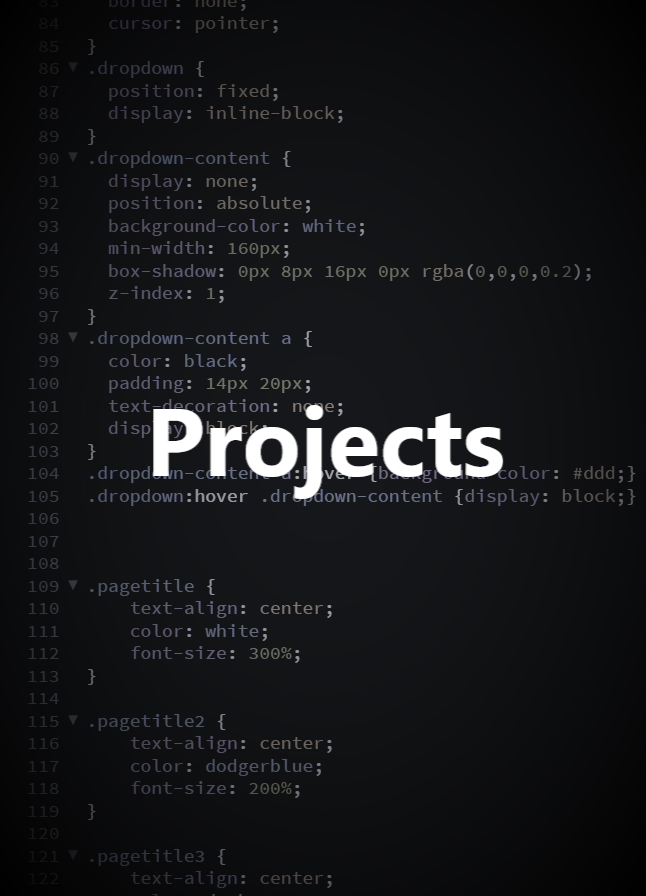 83 border: none;
84 cursor: pointer;
85 }
86 ▼ .dropdown {
87 position: fixed;
88 display: inline-block;
89 }
90 ▼ .dropdown-content {
91 display: none;
92 position: absolute;
93 background-color: white;
94 min-width: 160px;
95 box-shadow: 0px 8px 16px 0px rgba(0,0,0,0.2);
96 z-index: 1;
97 }
98 ▼ .dropdown-content a {
99 color: black;
100 padding: 14px 20px;
101 text-decoration: none;
102 display: block;
103 }
Projects
104 .dropdown-content a:hover {background-color: #ddd;}
105 .dropdown:hover .dropdown-content {display: block;}
106
107
108
109 ▼ .pagetitle {
110 text-align: center;
111 color: white;
112 font-size: 300%;
113 }
114
115 ▼ .pagetitle2 {
116 text-align: center;
117 color: dodgerblue;
118 font-size: 200%;
119 }
120
121 ▼ .pagetitle3 {
122 text-align: center;